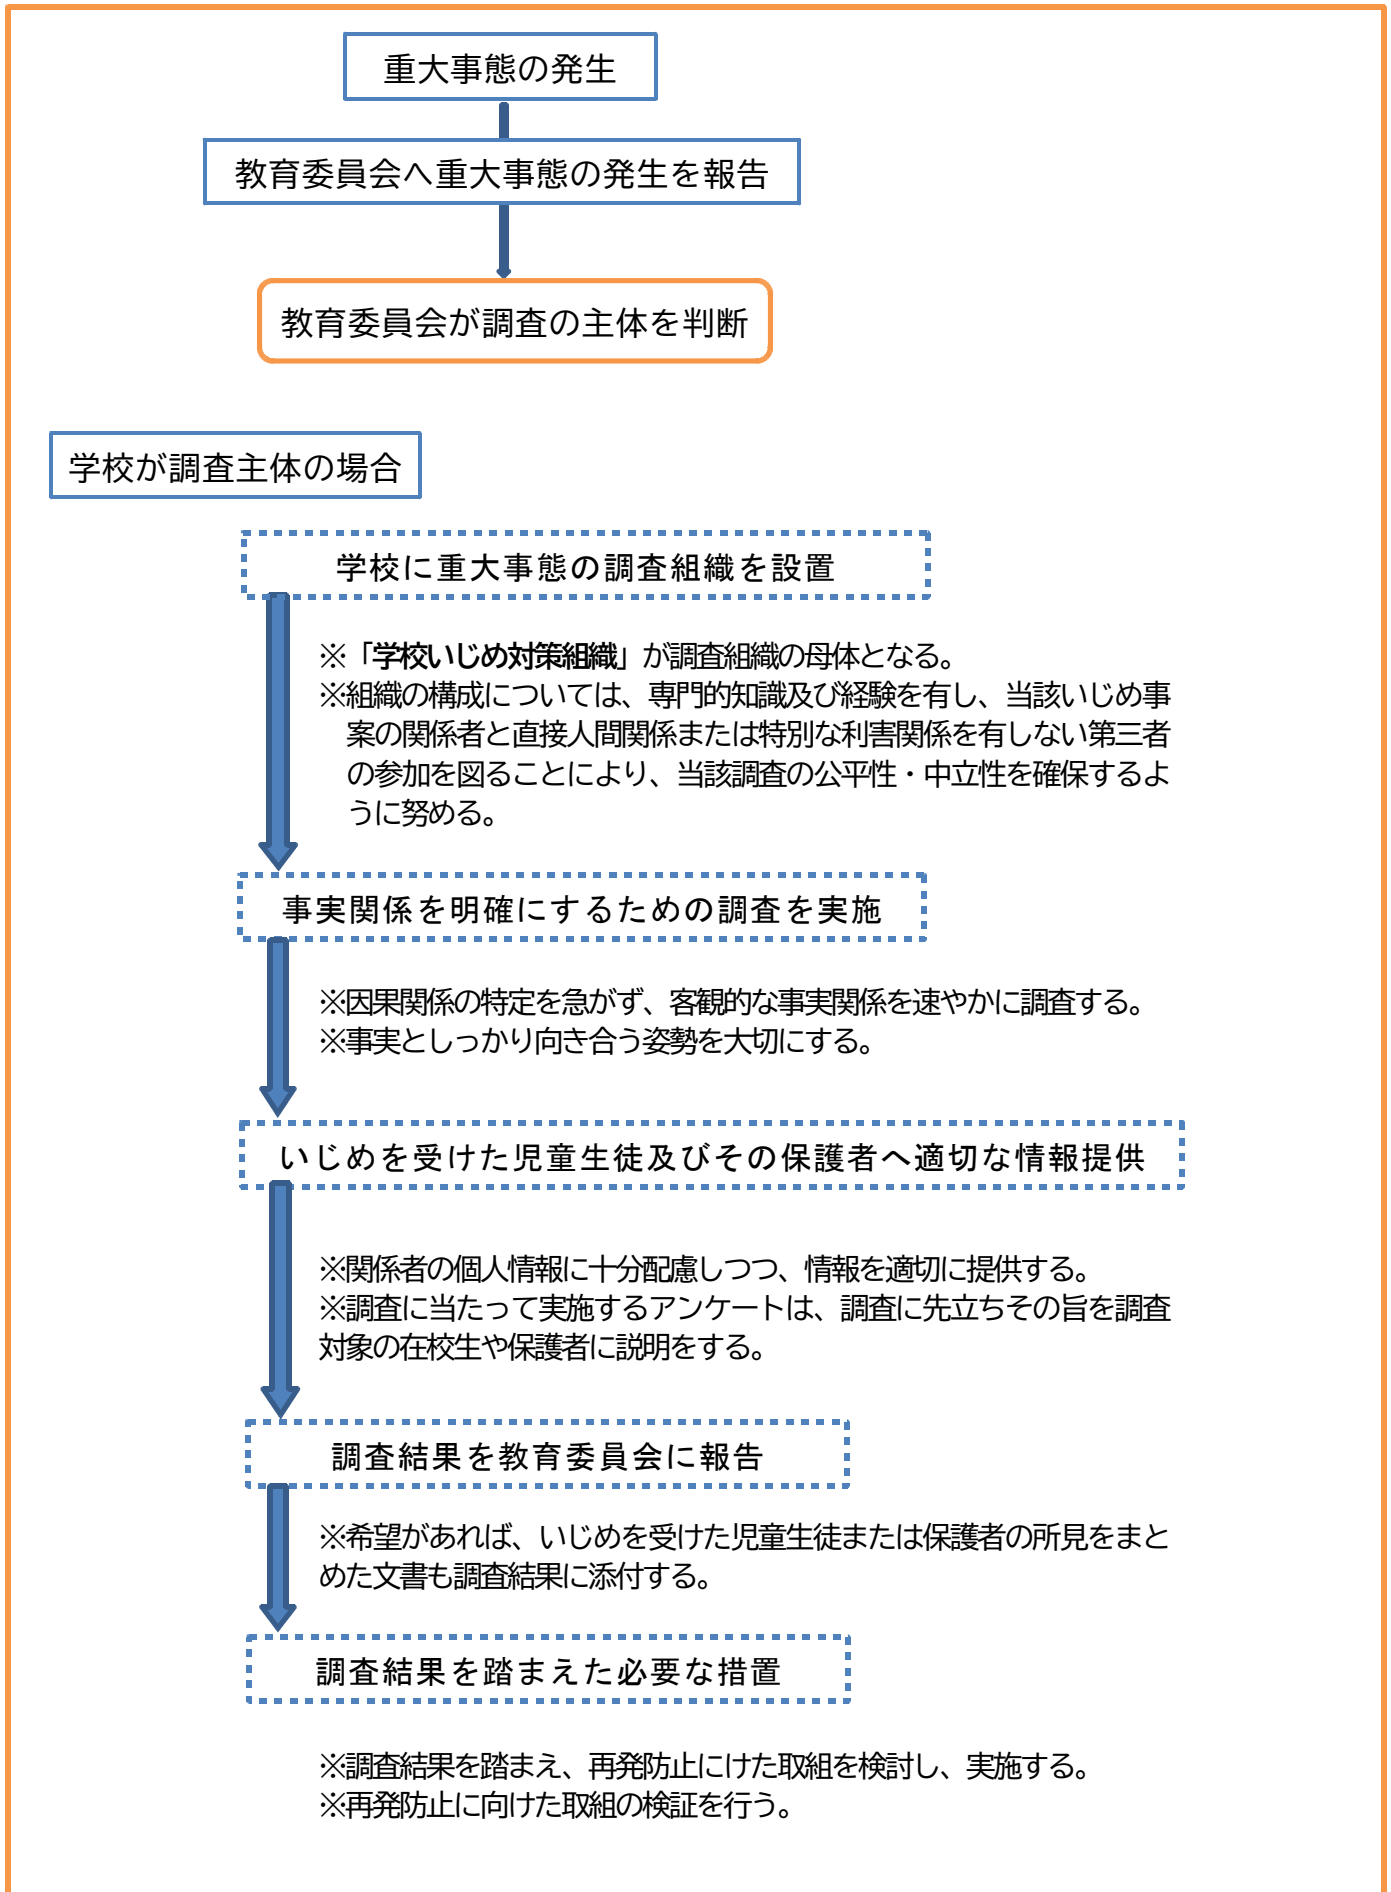 重大事態の発生
教育委員会へ重大事態の発生を報告
教育委員会が調査の主体を判断
学校が調査主体の場合
学校に重大事態の調査組織を設置
※「学校いじめ対策組織」が調査組織の母体となる。
※組織の構成については、専門的知識及び経験を有し、当該いじめ事
案の関係者と直接人間関係または特別な利害関係を有しない第三者
の参加を図ることにより、当該調査の公平性・中立性を確保するよ
うに努める。
事実関係を明確にするための調査を実施
※因果関係の特定を急がず、客観的な事実関係を速やかに調査する。
※事実としっかり向き合う姿勢を大切にする。
いじめを受けた児童生徒及びその保護者へ適切な情報提供
※関係者の個人情報に十分配慮しつつ、情報を適切に提供する。
※調査に当たって実施するアンケートは、調査に先立ちその旨を調査
対象の在校生や保護者に説明をする。
調査結果を教育委員会に報告
※希望があれば、いじめを受けた児童生徒または保護者の所見をまと
めた文書も調査結果に添付する。
調査結果を踏まえた必要な措置
※調査結果を踏まえ、再発防止にけた取組を検討し、実施する。
※再発防止に向けた取組の検証を行う。